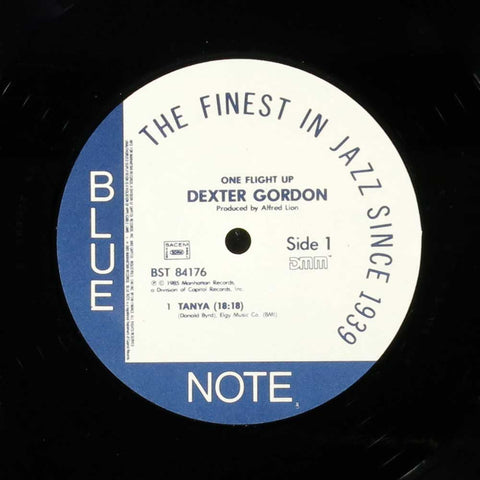 THE FINEST IN JAZZ SINCE 1939
BLUE
NOTE
ONE FLIGHT UP
DEXTER GORDON
Produced by Alfred Lion
SACEM
Side 1
DMM
BST 84176
℗ © 1985 Manhattan Records,
a Division of Capitol Records, Inc.
1 TANYA (18:18)
(Donald Byrd), Elgy Music Co. (BMI)